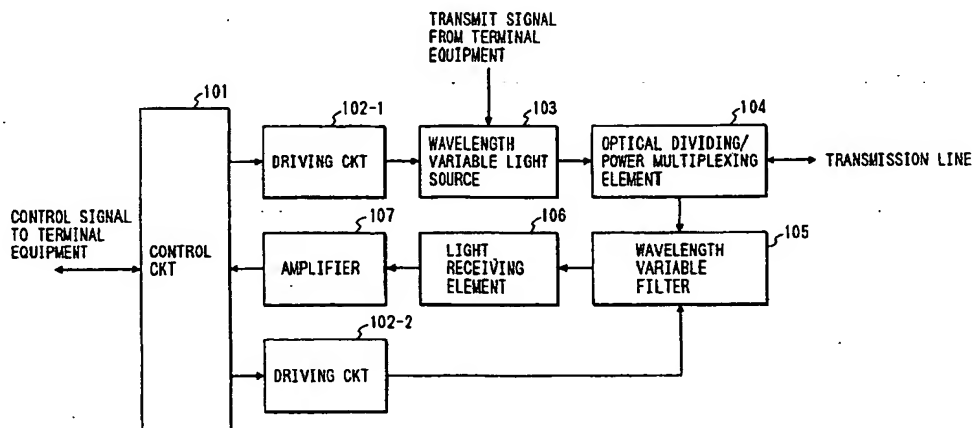 TRANSMIT SIGNAL
FROM TERMINAL
EQUIPMENT
101
102-1
103
104
DRIVING CKT
WAVELENGTH
VARIABLE LIGHT
SOURCE
OPTICAL DIVIDING/
POWER MULTIPLEXING
ELEMENT
TRANSMISSION LINE
CONTROL SIGNAL
TO TERMINAL
EQUIPMENT
CONTROL
CKT
107
106
105
AMPLIFIER
LIGHT
RECEIVING
ELEMENT
WAVELENGTH
VARIABLE
FILTER
102-2
DRIVING CKT